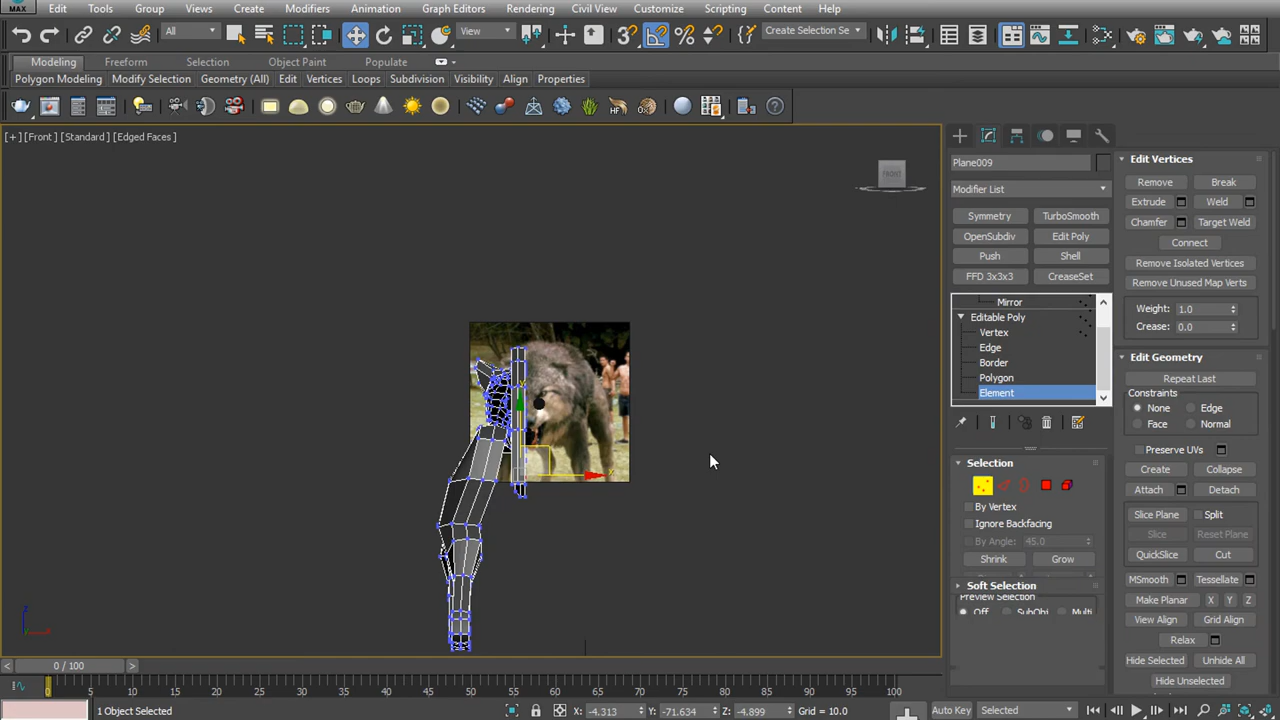 MAX Edit Tools Group Views Create Modifiers Animation Graph Editors Rendering Civil View Customize Scripting Content Help
All View 3 Create Selection Se
Modeling Freeform Selection Object Paint Populate
Polygon Modeling Modify Selection Geometry (All) Edit Vertices Loops Subdivision Visibility Align Properties
[+] [Front] [Standard] [Edged Faces]
FRONT
Plane009
Modifier List
Symmetry TurboSmooth
OpenSubdiv Edit Poly
Push Shell
FFD 3x3x3 CreaseSet
Mirror
Editable Poly
Vertex
Edge
Border
Polygon
Element
Selection
By Vertex
Ignore Backfacing
By Angle: 45.0
Shrink Grow
Soft Selection
Preview Selection
Off SubObj Multi
Edit Vertices
Remove Break
Extrude Weld
Chamfer Target Weld
Connect
Remove Isolated Vertices
Remove Unused Map Verts
Weight: 1.0
Crease: 0.0
Edit Geometry
Repeat Last
Constraints
None Edge
Face Normal
Preserve UVs
Create Collapse
Attach Detach
Slice Plane Split
Slice Reset Plane
QuickSlice Cut
MSmooth Tessellate
Make Planar X Y Z
View Align Grid Align
Relax
Hide Selected Unhide All
Hide Unselected
z
x
< 0 / 100 >
0 5 10 15 20 25 30 35 40 45 50 55 60 65 70 75 80 85 90 95 100
1 Object Selected X: -4.313 Y: -71.634 Z: -4.899 Grid = 10.0 Auto Key Selected